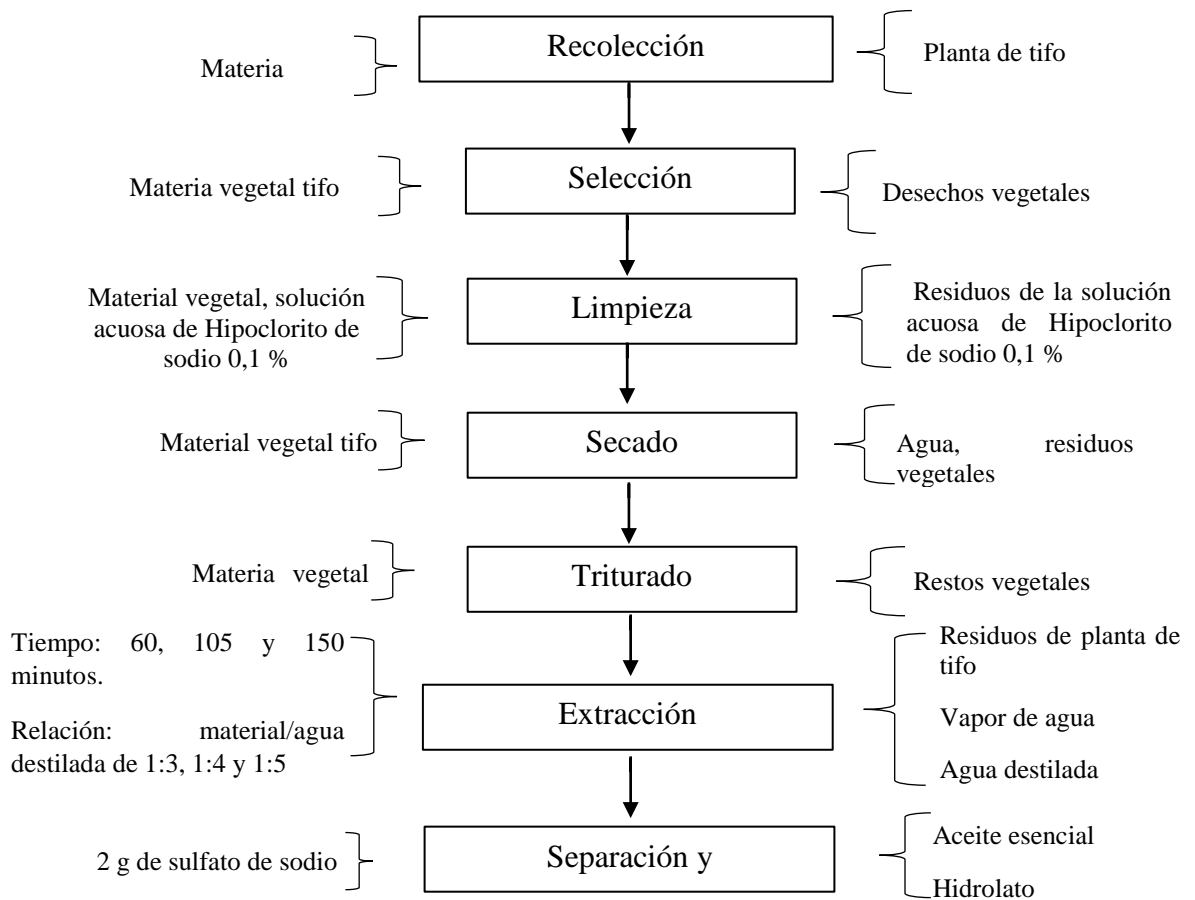 Recolección
Materia
Planta de tifo
Selección
Materia vegetal tifo
Desechos vegetales
Limpieza
Material vegetal, solución
acuosa de Hipoclorito de
sodio 0,1 %
Residuos de la solución
acuosa de Hipoclorito
de sodio 0,1 %
Secado
Material vegetal tifo
Agua, residuos
vegetales
Triturado
Materia vegetal
Restos vegetales
Tiempo: 60, 105 y 150
minutos.
Relación: material/agua
destilada de 1:3, 1:4 y 1:5
Extracción
Residuos de planta de
tifo
Vapor de agua
Agua destilada
2 g de sulfato de sodio
Separación y
Aceite esencial
Hidrolato